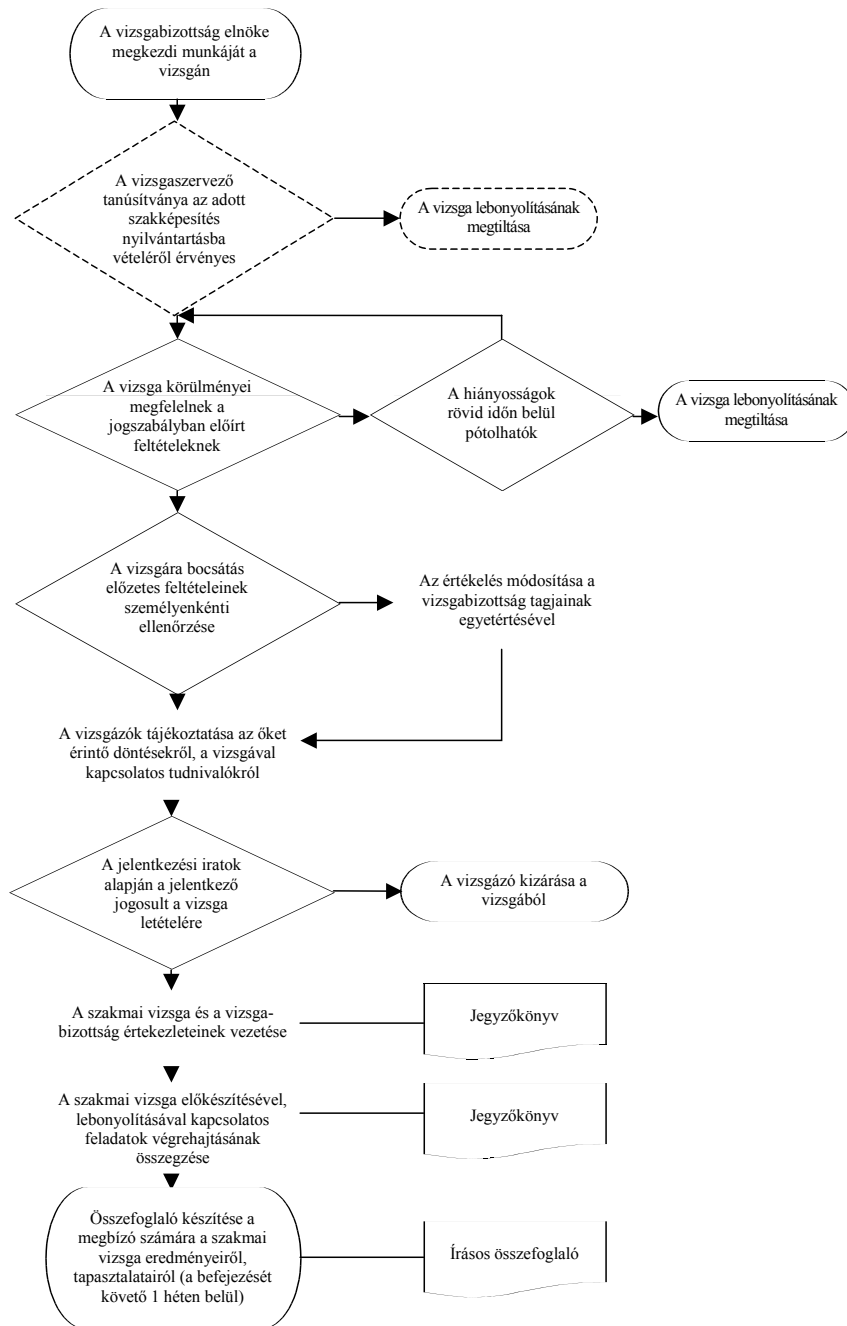 A vizsgabizottság elnöke
megkezdi munkáját a
vizsgán
A vizsgaszervező
tanúsítványa az adott
szakképesítés
nyilvántartásba
vételéről érvényes
A vizsga lebonyolításának
megtiltása
A vizsga körülményei
megfelelnek a
jogszabályban előírt
feltételeknek
A hiányosságok
rövid időn belül
pótolhatók
A vizsga lebonyolításának
megtiltása
A vizsgára bocsátás
előzetes feltételeinek
személyenkénti
ellenőrzése
Az értékelés módosítása a
vizsgabizottság tagjainak
egyetértésével
A vizsgázók tájékoztatása az őket
érintő döntésekről, a vizsgával
kapcsolatos tudnivalókról
A jelentkezési iratok
alapján a jelentkező
jogosult a vizsga
letételére
A vizsgázó kizárása a
vizsgából
A szakmai vizsga és a vizsga-
bizottság értekezleteinek vezetése
Jegyzőkönyv
A szakmai vizsga előkészítésével,
lebonyolításával kapcsolatos
feladatok végrehajtásának
összegzése
Jegyzőkönyv
Összefoglaló készítése a
megbízó számára a szakmai
vizsga eredményeiről,
tapasztalatairól (a befejezését
követő 1 héten belül)
Írásos összefoglaló